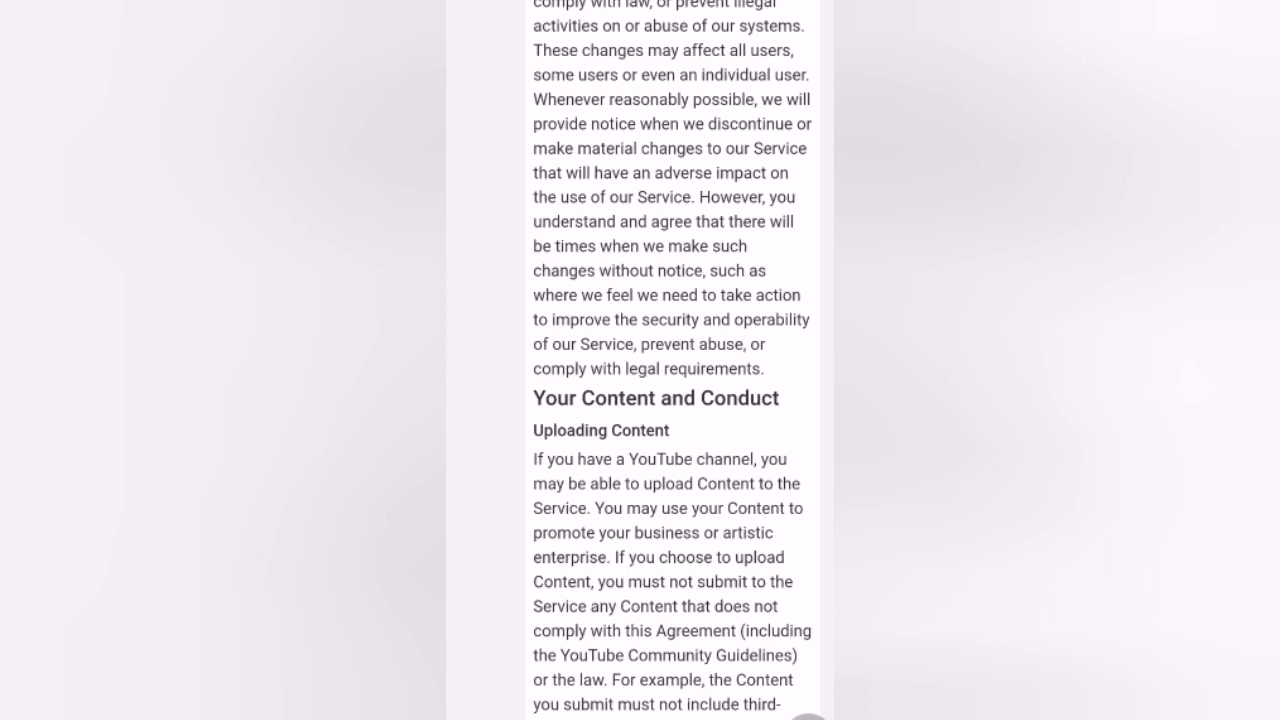 comply with law, or prevent illegal
activities on or abuse of our systems.
These changes may affect all users,
some users or even an individual user.
Whenever reasonably possible, we will
provide notice when we discontinue or
make material changes to our Service
that will have an adverse impact on
the use of our Service. However, you
understand and agree that there will
be times when we make such
changes without notice, such as
where we feel we need to take action
to improve the security and operability
of our Service, prevent abuse, or
comply with legal requirements.
Your Content and Conduct
Uploading Content
If you have a YouTube channel, you
may be able to upload Content to the
Service. You may use your Content to
promote your business or artistic
enterprise. If you choose to upload
Content, you must not submit to the
Service any Content that does not
comply with this Agreement (including
the YouTube Community Guidelines)
or the law. For example, the Content
you submit must not include third-